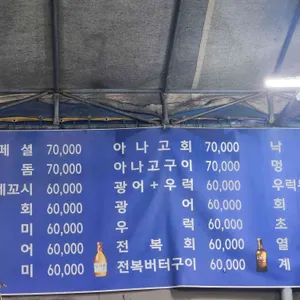 페 셜 70,000 아 나 고 회 70,000 낙
돔 70,000 아나고구이 70,000 멍
세꼬시 60,000 광어+우럭 60,000 우럭
회 60,000 광 어 60,000 회
미 60,000 우 럭 60,000 초
어 60,000 전 복 회 60,000 열
미 60,000 전복버터구이 60,000 계